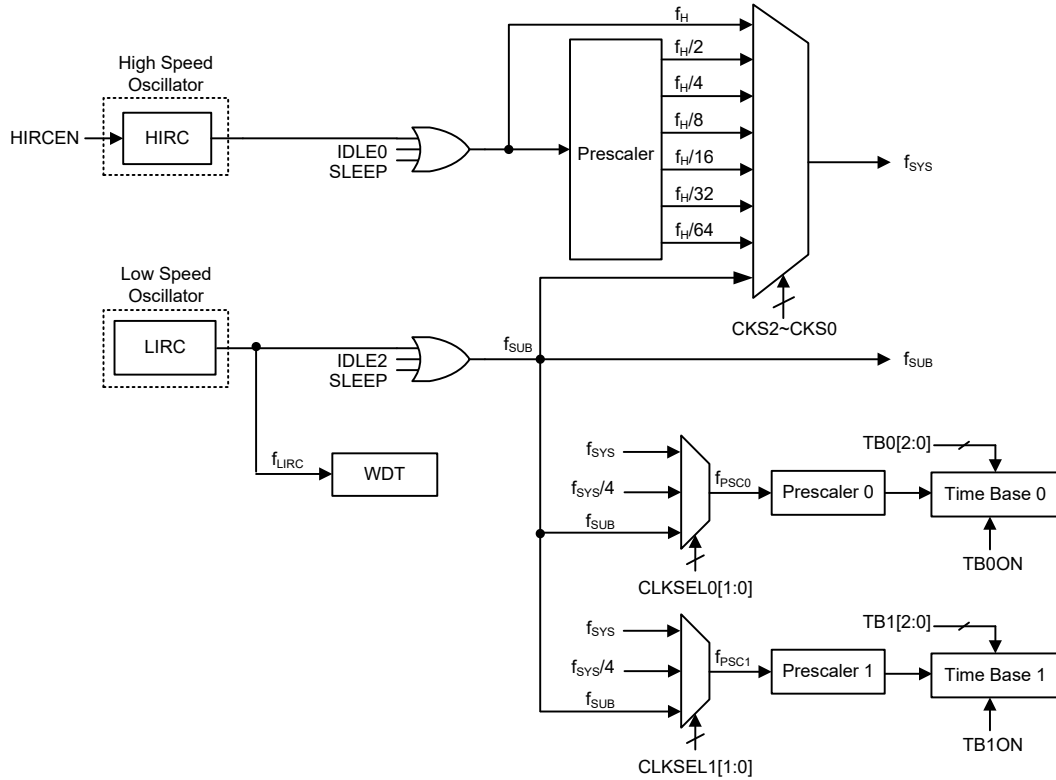 f_H
f_H/2
High Speed
Oscillator
f_H/4
HIRCEN
HIRC
f_H/8
IDLE0
SLEEP
Prescaler
f_H/16
f_SYS
f_H/32
f_H/64
Low Speed
Oscillator
CKS2~CKS0
LIRC
f_SUB
f_SUB
IDLE2
SLEEP
f_LIRC
WDT
f_SYS
TB0[2:0]
f_SYS/4
f_PSC0
Prescaler 0
Time Base 0
f_SUB
TB0ON
CLKSEL0[1:0]
f_SYS
TB1[2:0]
f_SYS/4
f_PSC1
Prescaler 1
Time Base 1
f_SUB
TB1ON
CLKSEL1[1:0]